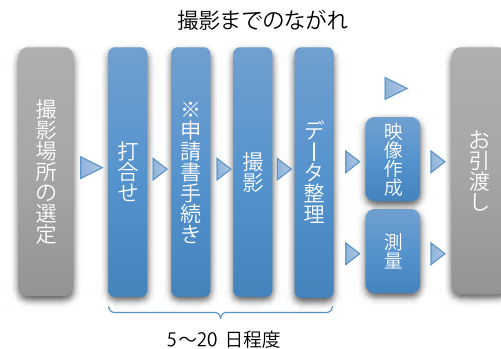 撮影までのながれ
撮影場所の選定
打合せ
※申請書手続き
撮影
データ整理
映像作成
測量
お引渡し
5～20 日程度